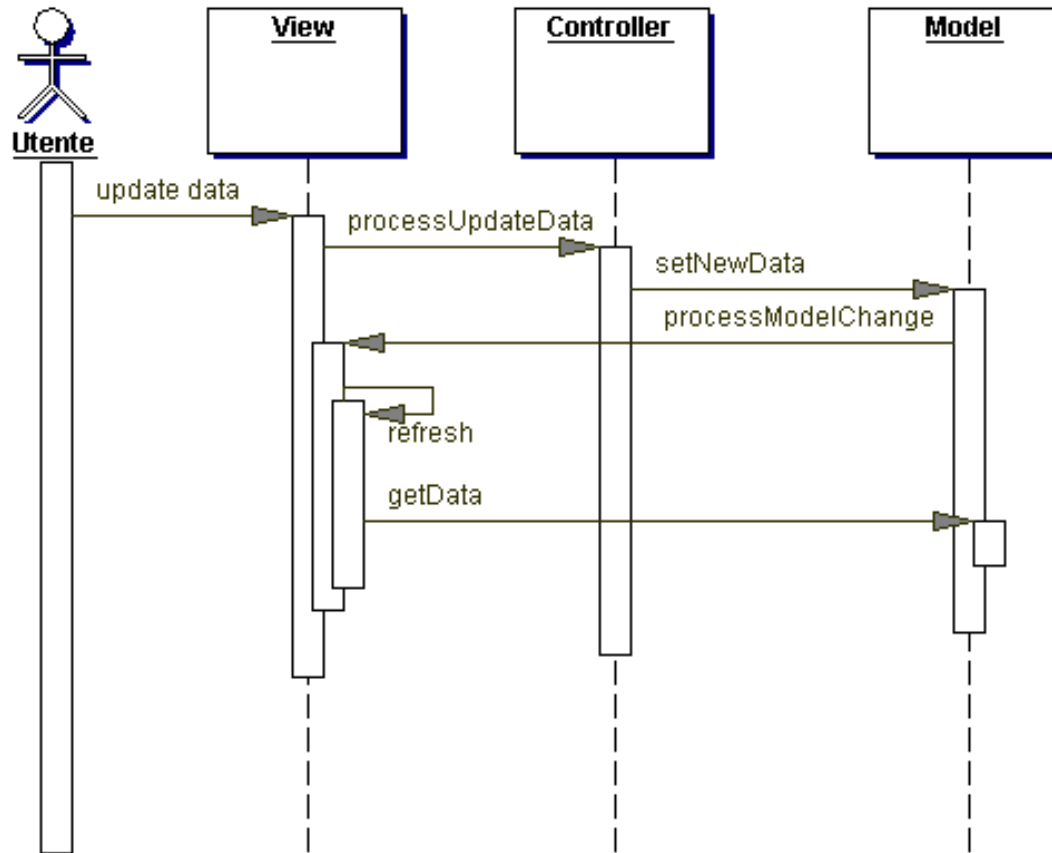 View
Controller
Model
Utente
update data
processUpdateData
setNewData
processModelChange
refresh
getData